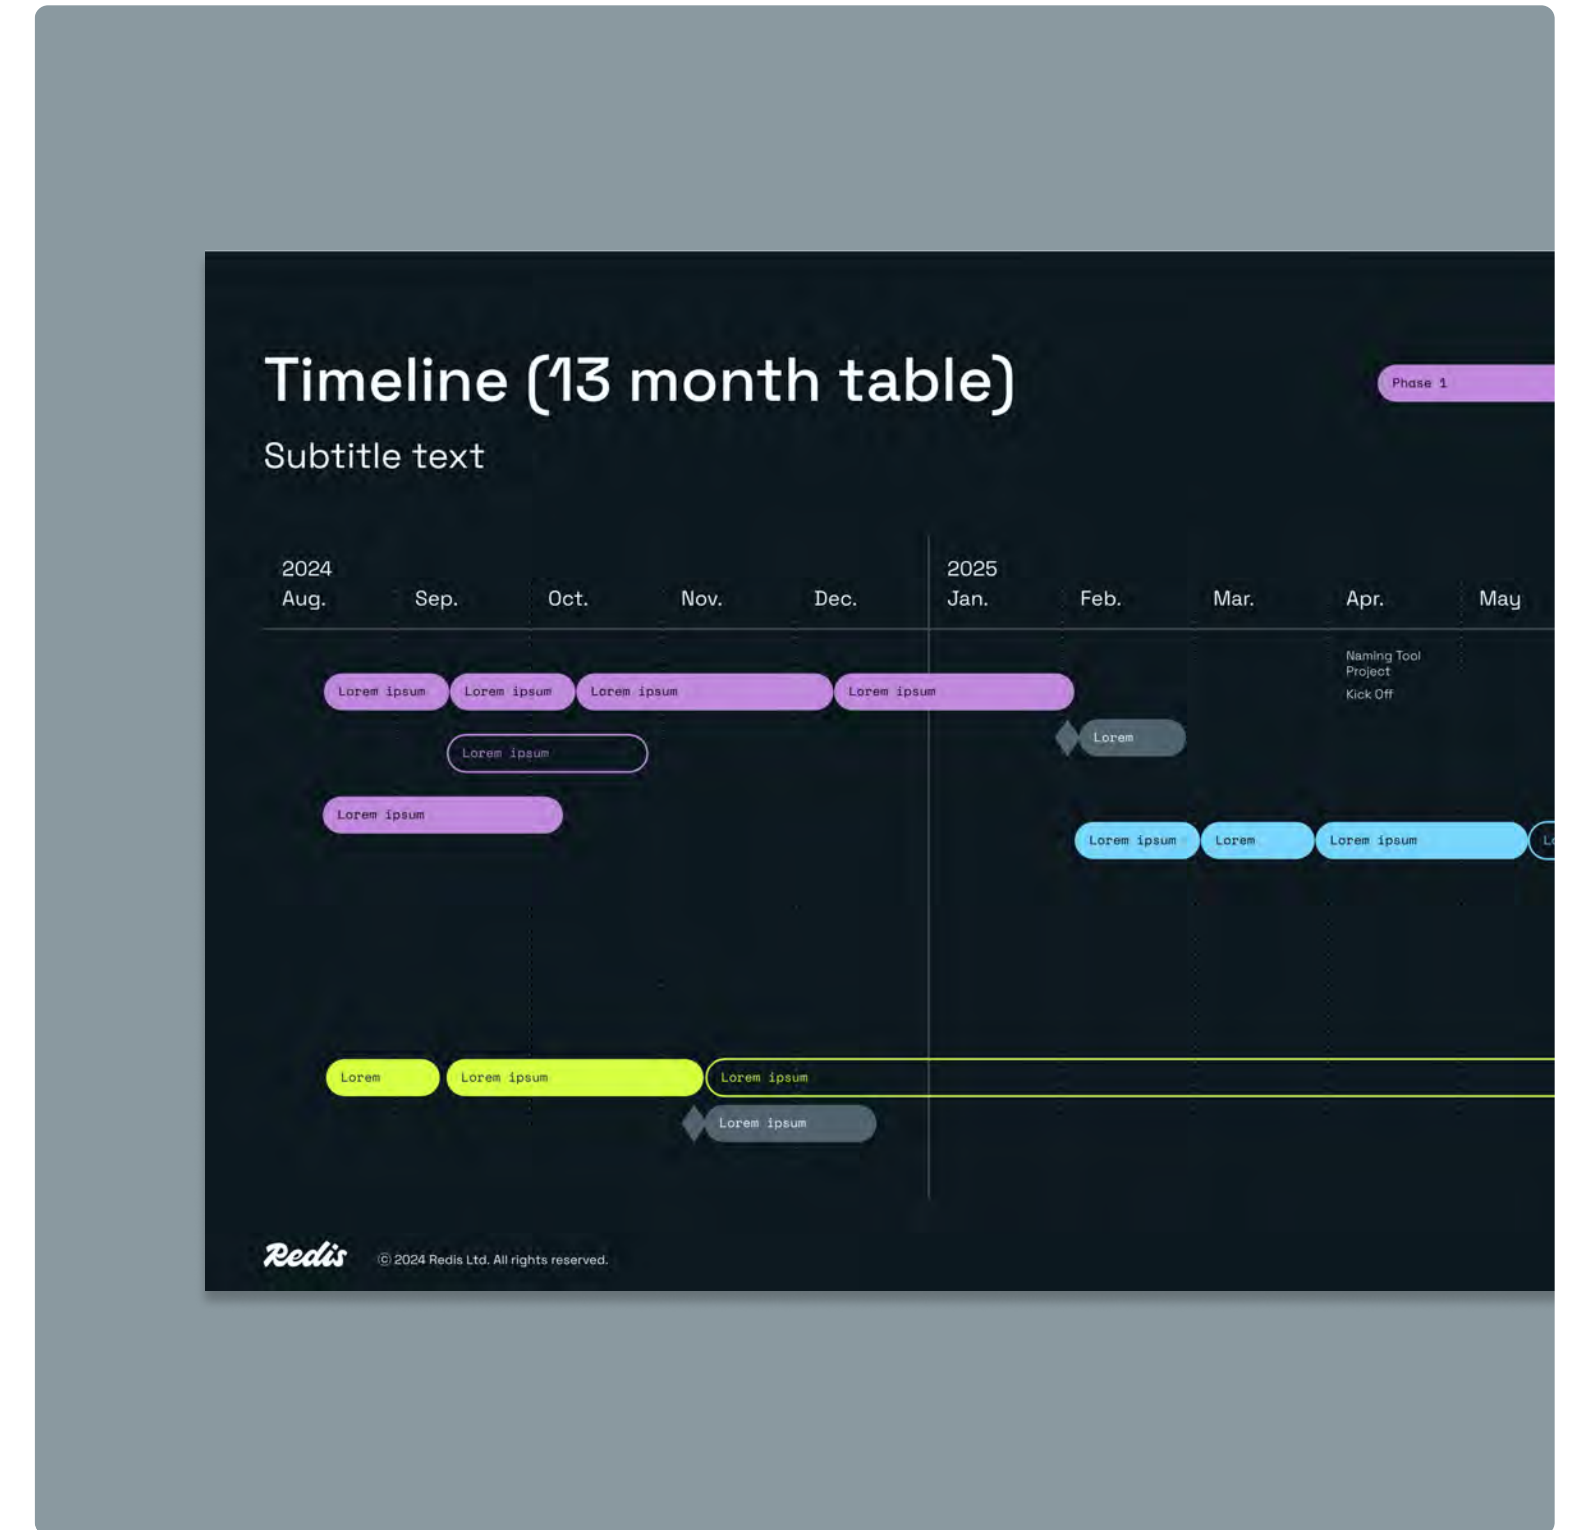 Timeline (13 month table)
Phase 1
Subtitle text
2024
2025
Aug.
Sep.
Oct.
Nov.
Dec.
Jan.
Feb.
Mar.
Apr.
May
Naming Tool
Project
Kick Off
Lorem ipsum
Lorem ipsum
Lorem ipsum
Lorem ipsum
Lorem
Lorem ipsum
Lorem ipsum
Lorem ipsum
Lorem
Lorem ipsum
Lorem
Lorem ipsum
Lorem ipsum
Lorem ipsum
Redis
© 2024 Redis Ltd. All rights reserved.